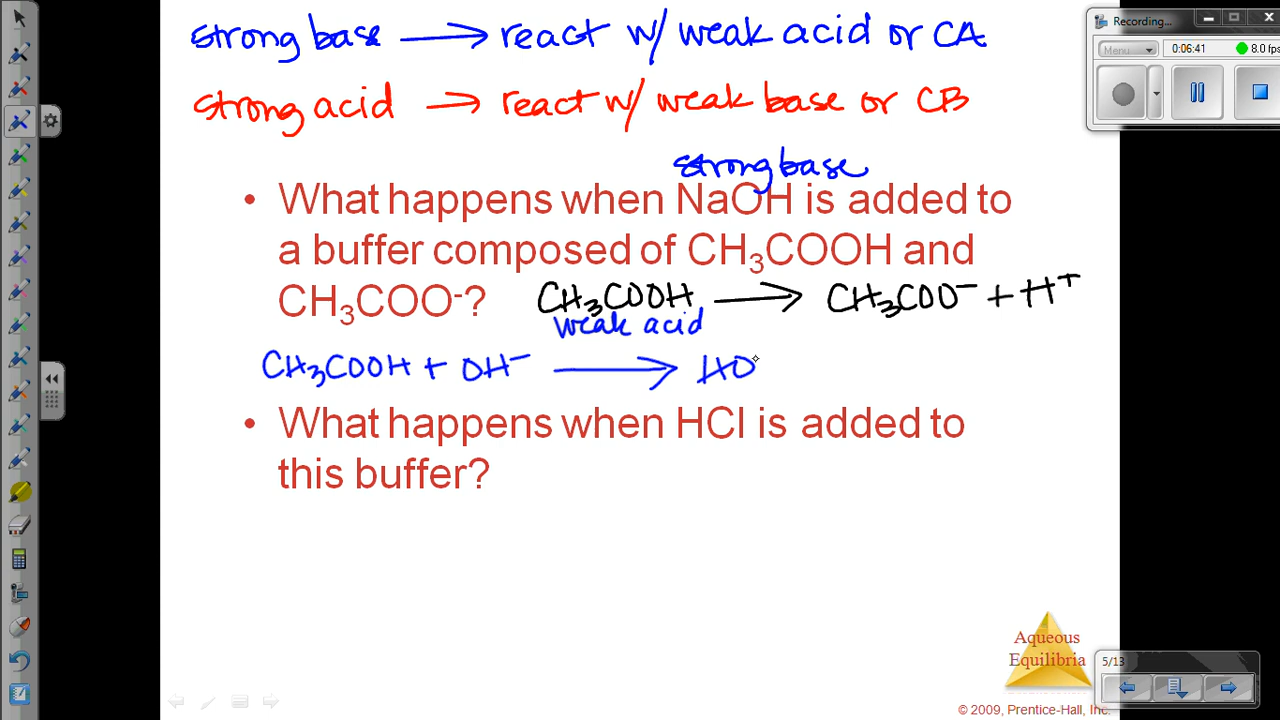 strong base → react w/ weak acid or CA
Recording...
Menu
0:06:41
8.0 fps
strong acid → react w/ weak base or CB
strong base
• What happens when NaOH is added to
a buffer composed of CH₃COOH and
CH₃COO⁻?
CH₃COOH → CH₃COO⁻ + H⁺
weak acid
CH₃COOH + OH⁻ → HO
• What happens when HCl is added to
this buffer?
Aqueous
Equilibria
5/13
© 2009, Prentice-Hall, Inc.